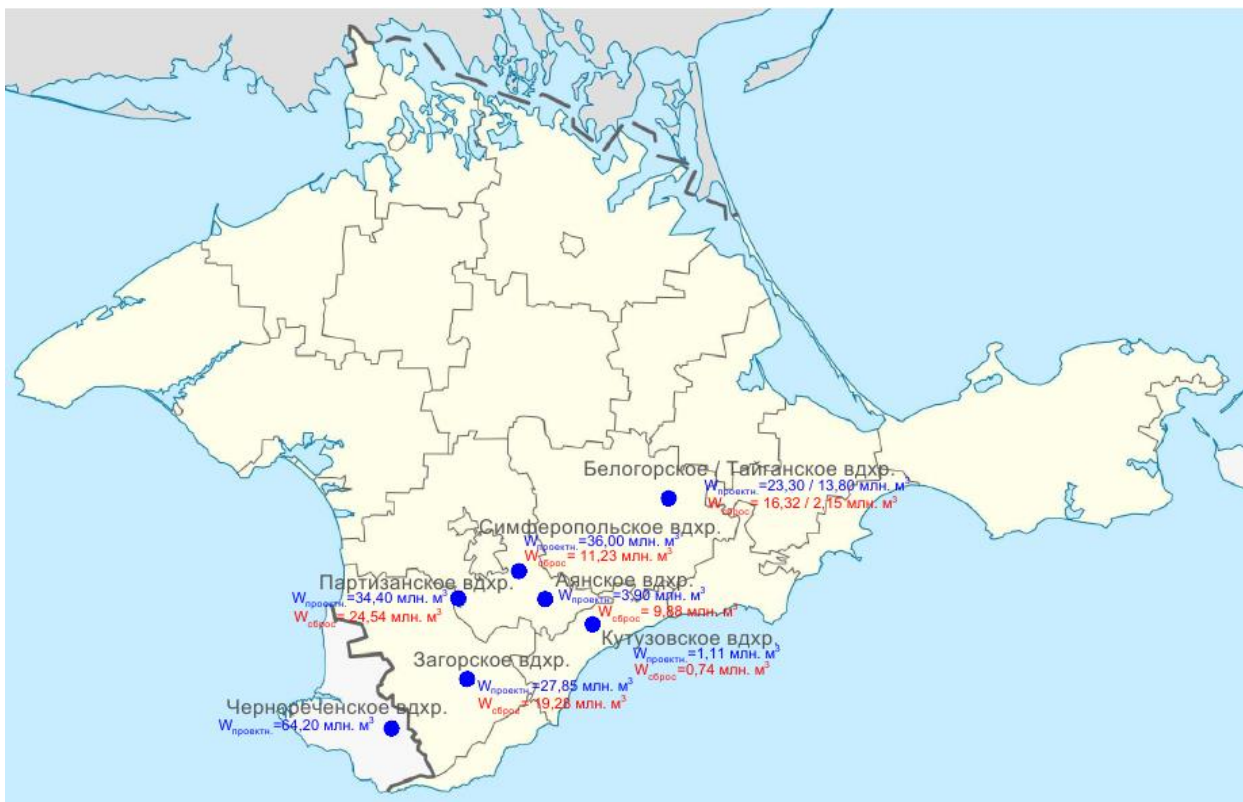 Белогорское / Тайганское вдхр.
Wпроектн.=23,30 / 13,80 млн. м³
Wсброс= 16,32 / 2,15 млн. м³
Симферопольское вдхр.
Wпроектн.=36,00 млн. м³
Wсброс= 11,23 млн. м³
Партизанское вдхр.
Wпроектн.=34,40 млн. м³
Wсброс= 24,54 млн. м³
Аянское вдхр.
Wпроектн.=3,90 млн. м³
Wсброс= 9,88 млн. м³
Кутузовское вдхр.
Wпроектн.=1,11 млн. м³
Wсброс=0,74 млн. м³
Загорское вдхр.
Wпроектн.=27,85 млн. м³
Wсброс= 19,28 млн. м³
Чернореченское вдхр.
Wпроектн.=64,20 млн. м³